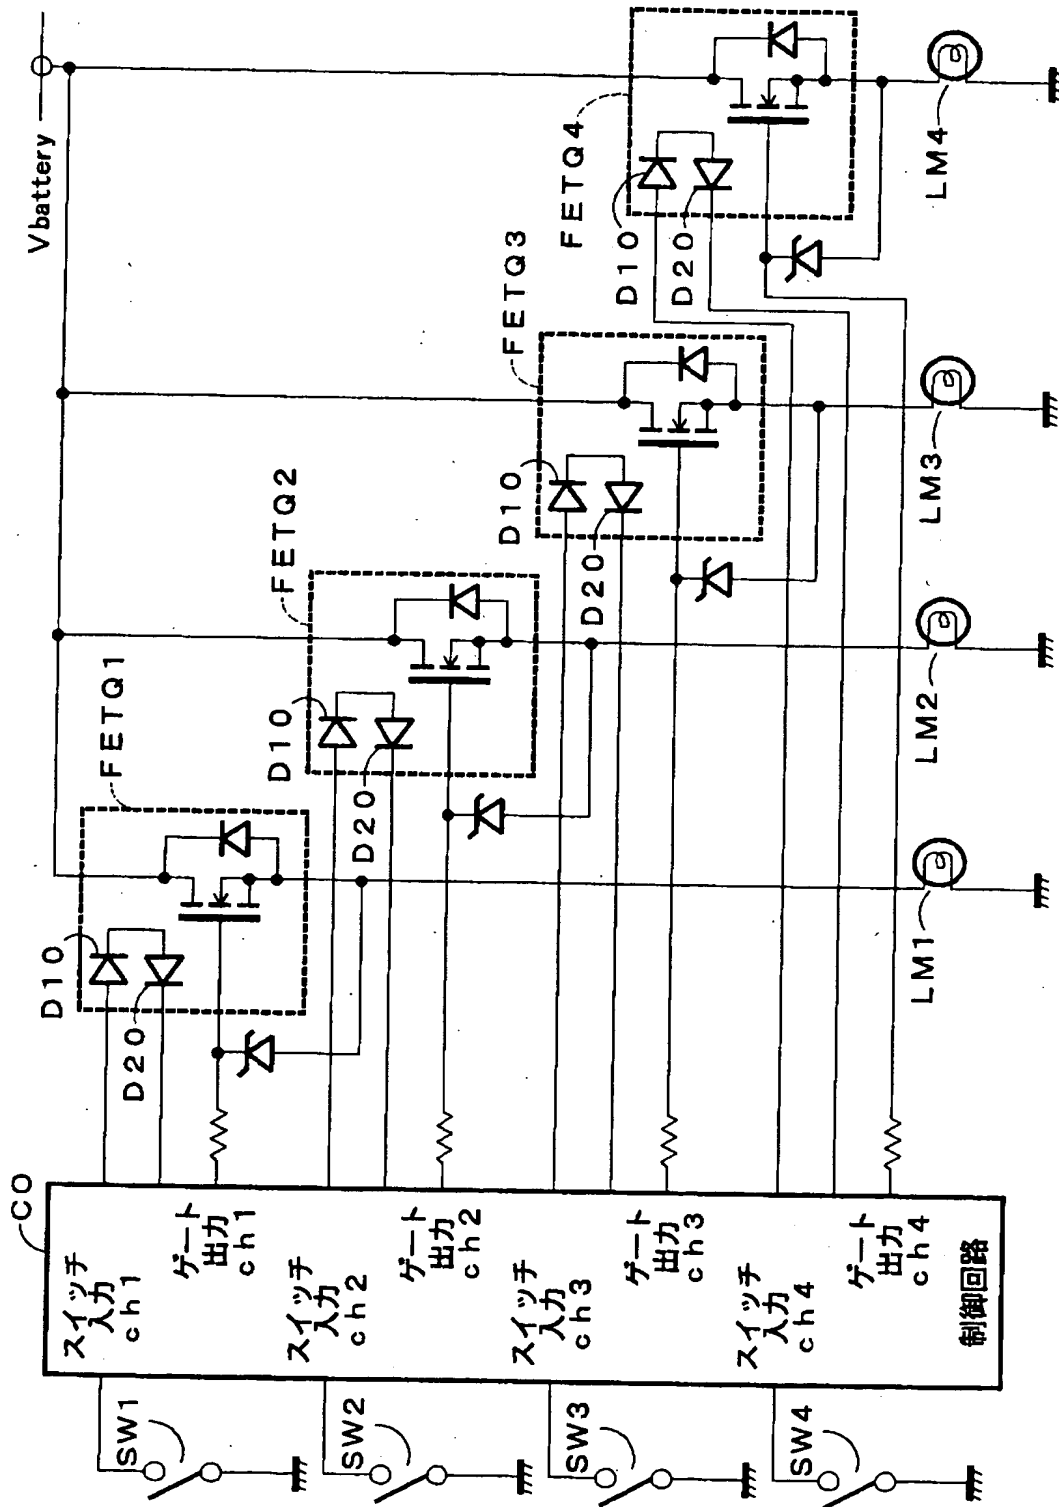 Vbattery
FETQ1
FETQ2
FETQ3
FETQ4
D10
D20
D10
D20
D10
D20
D10
D20
CO
スイッチ
入力
ch1
ゲート
出力
ch1
スイッチ
入力
ch2
ゲート
出力
ch2
スイッチ
入力
ch3
ゲート
出力
ch3
スイッチ
入力
ch4
ゲート
出力
ch4
制御回路
SW1
SW2
SW3
SW4
LM1
LM2
LM3
LM4